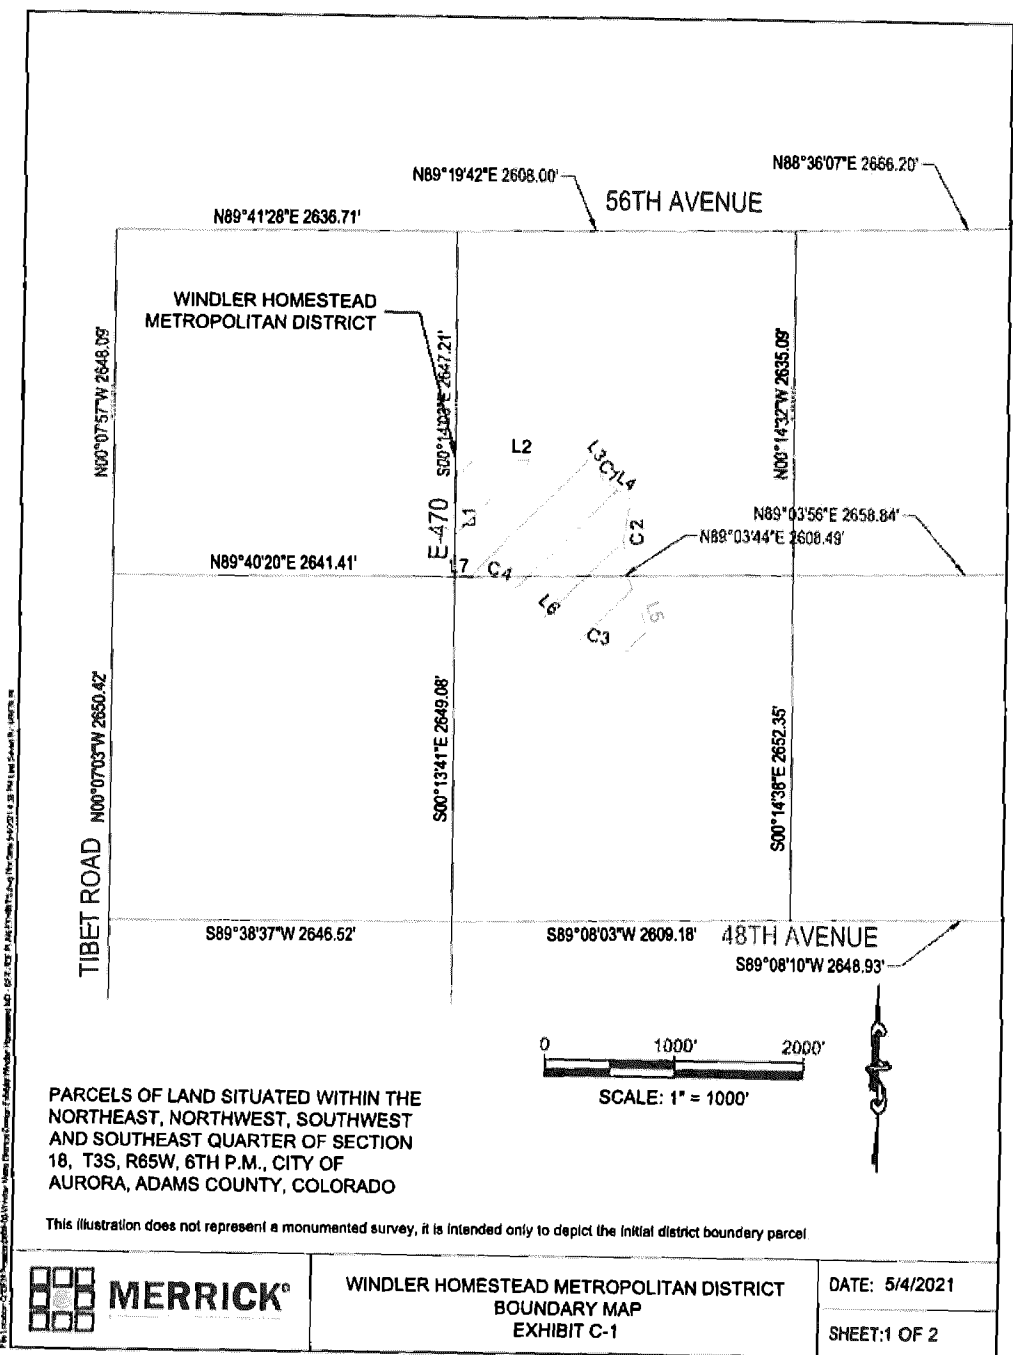 N89°19'42"E 2608.00'
N88°36'07"E 2666.20'
56TH AVENUE
N89°41'28"E 2636.71'
WINDLER HOMESTEAD
METROPOLITAN DISTRICT
N00°07'57"W 2648.09'
S00°14'03"E 2647.21'
N00°14'32"W 2635.09'
L2
L3
C1
L4
E-470
L1
C2
N89°03'56"E 2658.84'
N89°03'44"E 2608.49'
N89°40'20"E 2641.41'
L7
C4
L6
L5
C3
N00°07'03"W 2650.42'
S00°13'41"E 2649.08'
S00°14'38"E 2652.35'
TIBET ROAD
S89°38'37"W 2646.52'
S89°08'03"W 2609.18'
48TH AVENUE
S89°08'10"W 2648.93'
0 1000' 2000'
SCALE: 1" = 1000'
PARCELS OF LAND SITUATED WITHIN THE
NORTHEAST, NORTHWEST, SOUTHWEST
AND SOUTHEAST QUARTER OF SECTION
18, T3S, R65W, 6TH P.M., CITY OF
AURORA, ADAMS COUNTY, COLORADO
This illustration does not represent a monumented survey, it is intended only to depict the initial district boundary parcel
MERRICK®
WINDLER HOMESTEAD METROPOLITAN DISTRICT
BOUNDARY MAP
EXHIBIT C-1
DATE: 5/4/2021
SHEET:1 OF 2